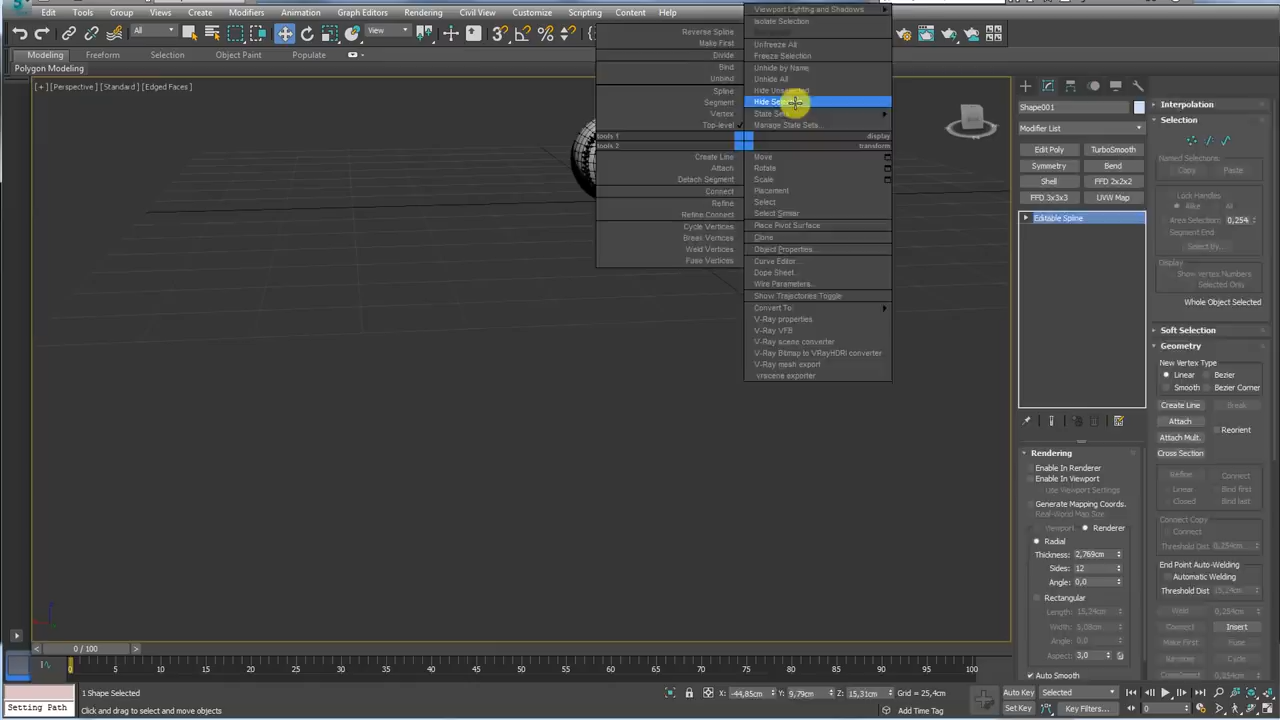 Edit Tools Group Views Create Modifiers Animation Graph Editors Rendering Civil View Customize Scripting Content Help
All
View
Modeling Freeform Selection Object Paint Populate
Polygon Modeling
[+] [Perspective] [Standard] [Edged Faces]
Reverse Spline
Make First
Divide
Bind
Unbind
Spline
Segment
Vertex
Top-level
tools 1
tools 2
Create Line
Attach
Detach Segment
Connect
Refine
Refine Connect
Cycle Vertices
Break Vertices
Weld Vertices
Fuse Vertices
Viewport Lighting and Shadows
Isolate Selection
Unfreeze All
Freeze Selection
Unhide by Name
Unhide All
Hide Unselected
Manage State Sets...
display
transform
Move
Rotate
Scale
Placement
Select
Select Similar
Place Pivot Surface
Clone
Object Properties...
Curve Editor...
Dope Sheet...
Wire Parameters...
Show Trajectories Toggle
Convert To:
V-Ray properties
V-Ray VFB
V-Ray scene converter
V-Ray Bitmap to VRayHDRI converter
V-Ray mesh export
.vrscene exporter
Shape001
Modifier List
Edit Poly TurboSmooth
Symmetry Bend
Shell FFD 2x2x2
FFD 3x3x3 UVW Map
Editable Spline
Rendering
Enable In Renderer
Enable In Viewport
Use Viewport Settings
Generate Mapping Coords.
Real-World Map Size
Viewport Renderer
Radial
Thickness: 2,769cm
Sides: 12
Angle: 0,0
Rectangular
Length: 15,24cm
Width: 5,08cm
Angle: 0,0
Aspect: 3,0
Auto Smooth
Interpolation
Selection
Named Selections:
Copy Paste
Lock Handles
Alike All
Area Selection: 0,254
Segment End
Select By...
Display
Show Vertex Numbers
Selected Only
Whole Object Selected
Soft Selection
Geometry
New Vertex Type
Linear Bezier
Smooth Bezier Corner
Create Line Break
Attach Reorient
Attach Mult.
Cross Section
Refine Connect
Linear Bind first
Closed Bind last
Connect Copy
Connect
Threshold Dist 0,254cm
End Point Auto-Welding
Automatic Welding
Threshold Dist 15,24cm
Weld 0,254cm
Connect Insert
Make First Fuse
Reverse Cycle
0 / 100
0 5 10 15 20 25 30 35 40 45 50 55 60 65 70 75 80 85 90 95 100
1 Shape Selected
X: -44,85cm Y: 9,79cm Z: 15,31cm Grid = 25,4cm
Auto Key Selected
Setting Path
Click and drag to select and move objects
Add Time Tag
Set Key Key Filters... 0